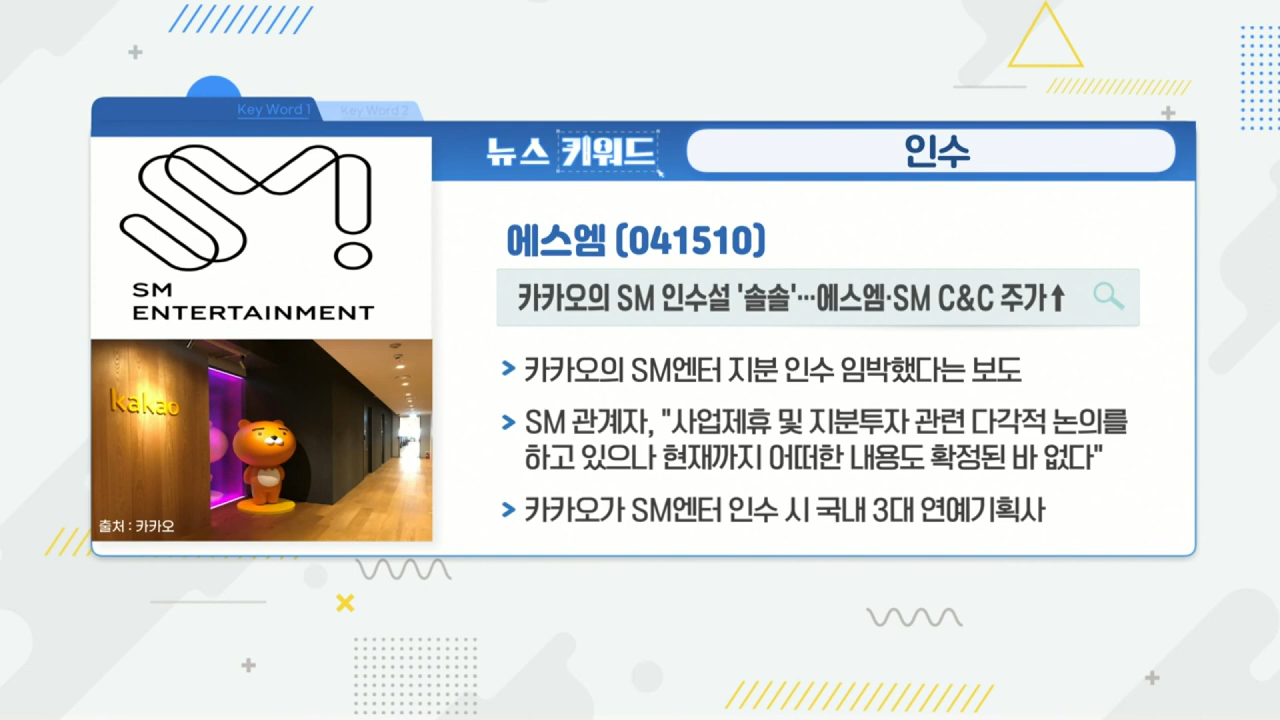 Key Word 1
Key Word 2
뉴스 키워드
인수
SM
SM
ENTERTAINMENT
에스엠 (041510)
카카오의 SM 인수설 '솔솔'…에스엠·SM C&C 주가⬆
> 카카오의 SM엔터 지분 인수 임박했다는 보도
> SM 관계자, "사업제휴 및 지분투자 관련 다각적 논의를
하고 있으나 현재까지 어떠한 내용도 확정된 바 없다"
> 카카오가 SM엔터 인수 시 국내 3대 연예기획사
kakao
출처 : 카카오